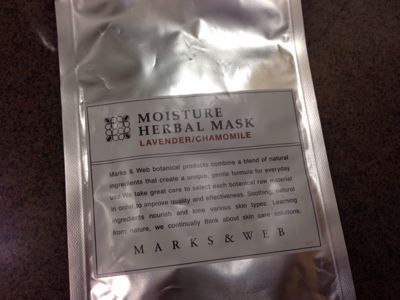 MOISTURE
HERBAL MASK
LAVENDER/CHAMOMILE
Marks & Web botanical products combine a blend of natural
ingredients that create a unique, gentle formula for everyday
use We take great care to select each botanical raw material
in order to improve quality and effectiveness. Soothing, natural
ingredients nourish and tone various skin types. Learning
from nature, we continually think about skin care solutions.
MARKS & WEB